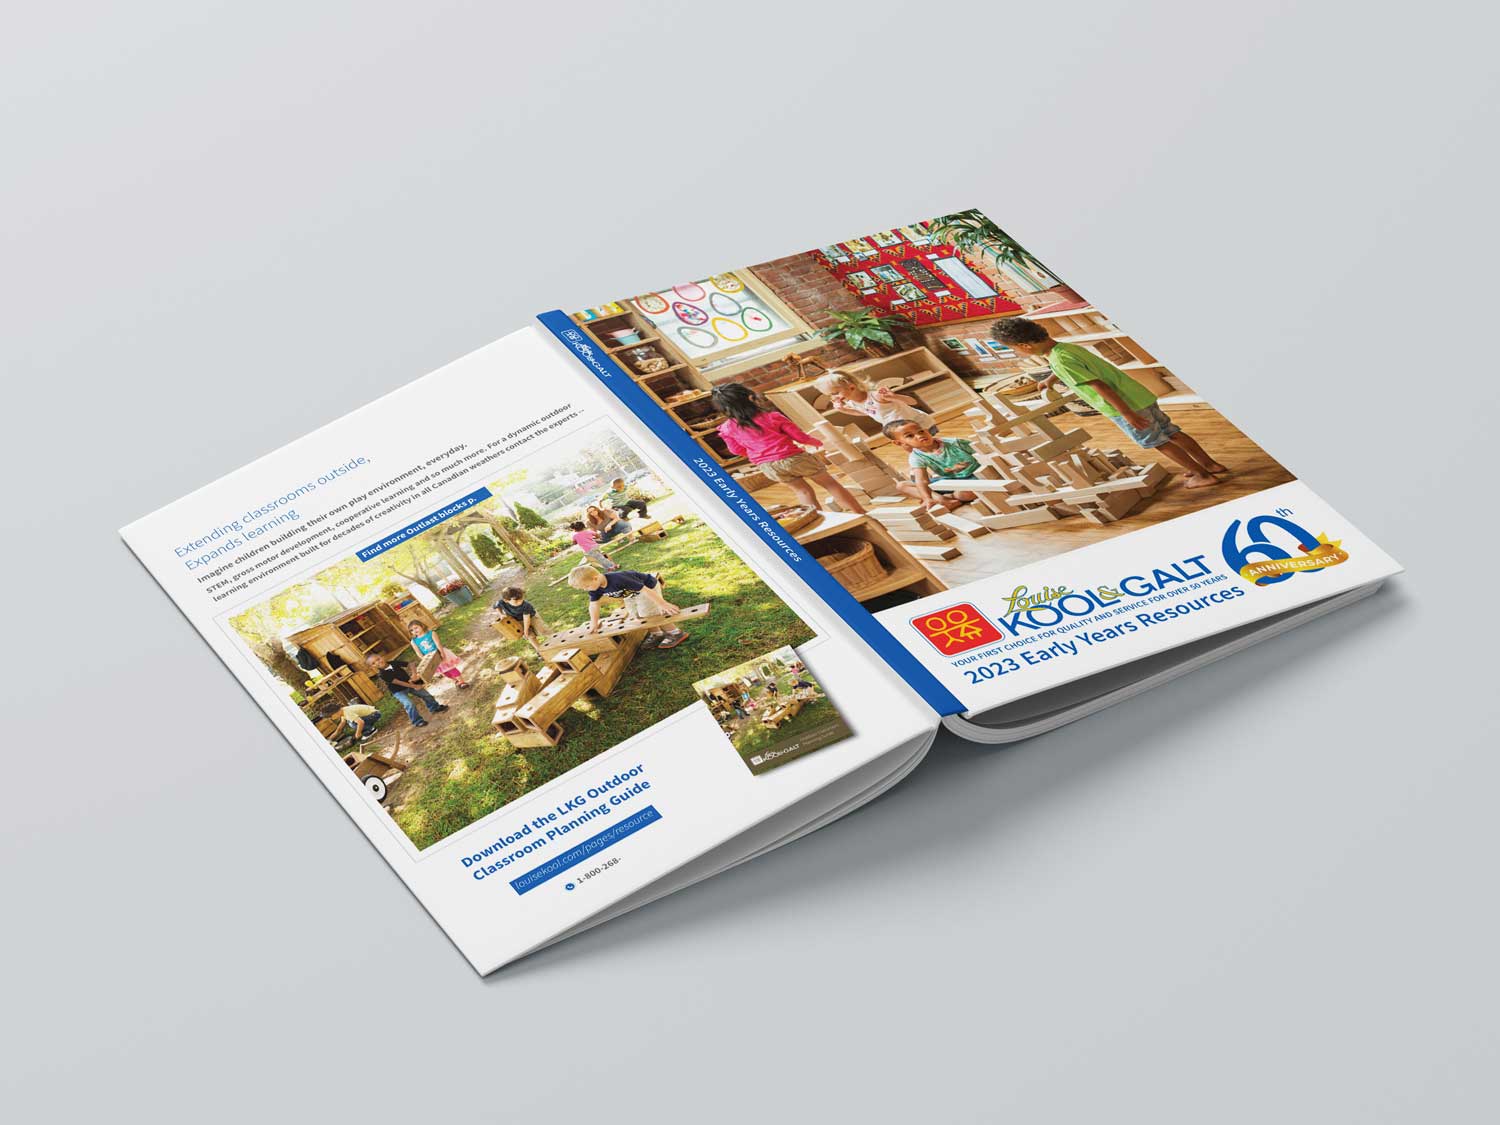 Extending classrooms outside,
Expands learning
Imagine children building their own play environment, everyday,
STEM, gross motor development, cooperative learning and so much more. For a dynamic outdoor
learning environment built for decades of creativity in all Canadian weathers contact the experts --
Find more Outlast blocks p.
KOOL&GALT
Planning Guide
Download the LKG Outdoor
Classroom Planning Guide
louisekool.com/pages/resource
1-800-268-
KOOL&GALT
2023 Early Years Resources
Louise
KOOL&GALT
YOUR FIRST CHOICE FOR QUALITY AND SERVICE FOR OVER 50 YEARS
2023 Early Years Resources
60th
ANNIVERSARY